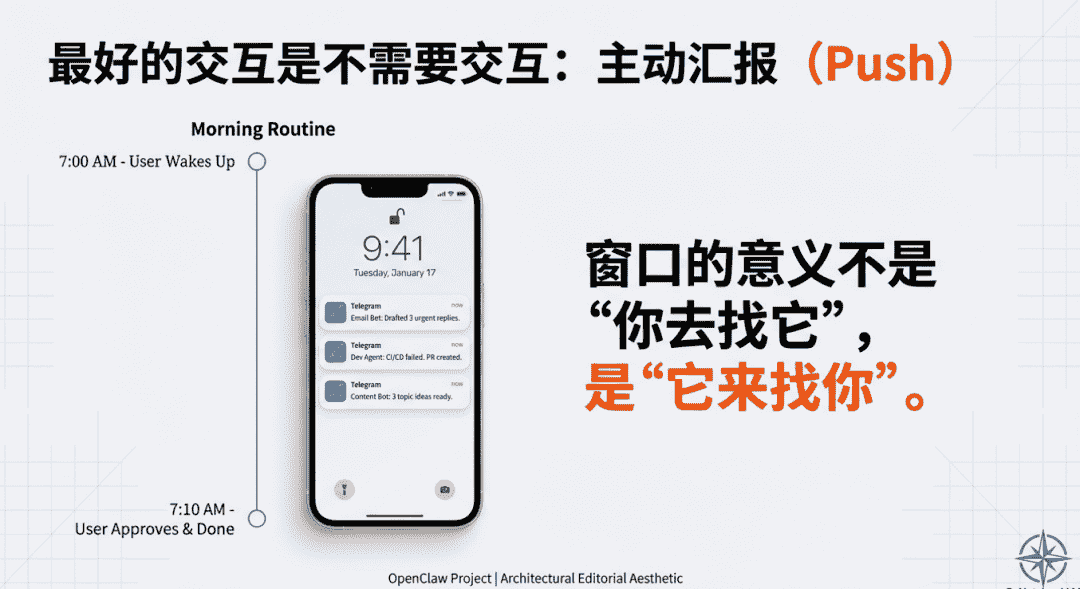 最好的交互是不需要交互：主动汇报（Push）
Morning Routine
7:00 AM - User Wakes Up
9:41
Tuesday, January 17
Telegram
now
Email Bot: Drafted 3 urgent replies.
Telegram
now
Dev Agent: CI/CD failed. PR created.
Telegram
now
Content Bot: 3 topic ideas ready.
窗口的意义不是
“你去找它”，
是“它来找你”。
7:10 AM -
User Approves & Done
OpenClaw Project | Architectural Editorial Aesthetic